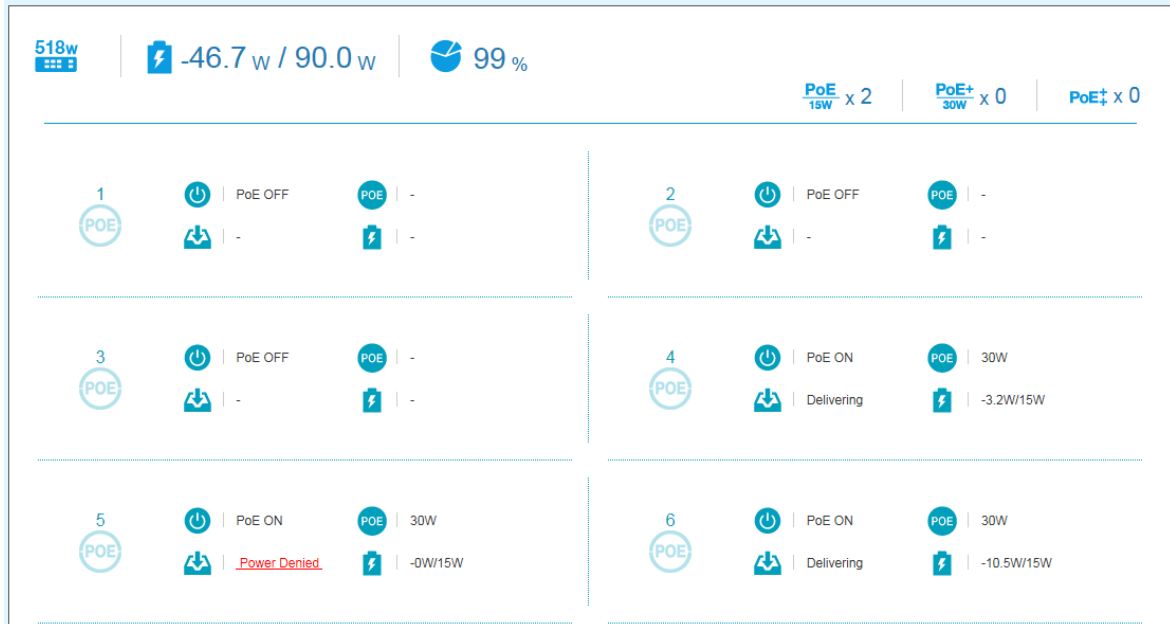 518w
-46.7 W / 90.0 W
99 %
PoE 15W x 2
PoE+ 30W x 0
PoE‡ x 0
1
POE
PoE OFF
POE
-
-
-
2
POE
PoE OFF
POE
-
-
-
3
POE
PoE OFF
POE
-
-
-
4
POE
PoE ON
POE
30W
Delivering
-3.2W/15W
5
POE
PoE ON
POE
30W
Power Denied
-0W/15W
6
POE
PoE ON
POE
30W
Delivering
-10.5W/15W